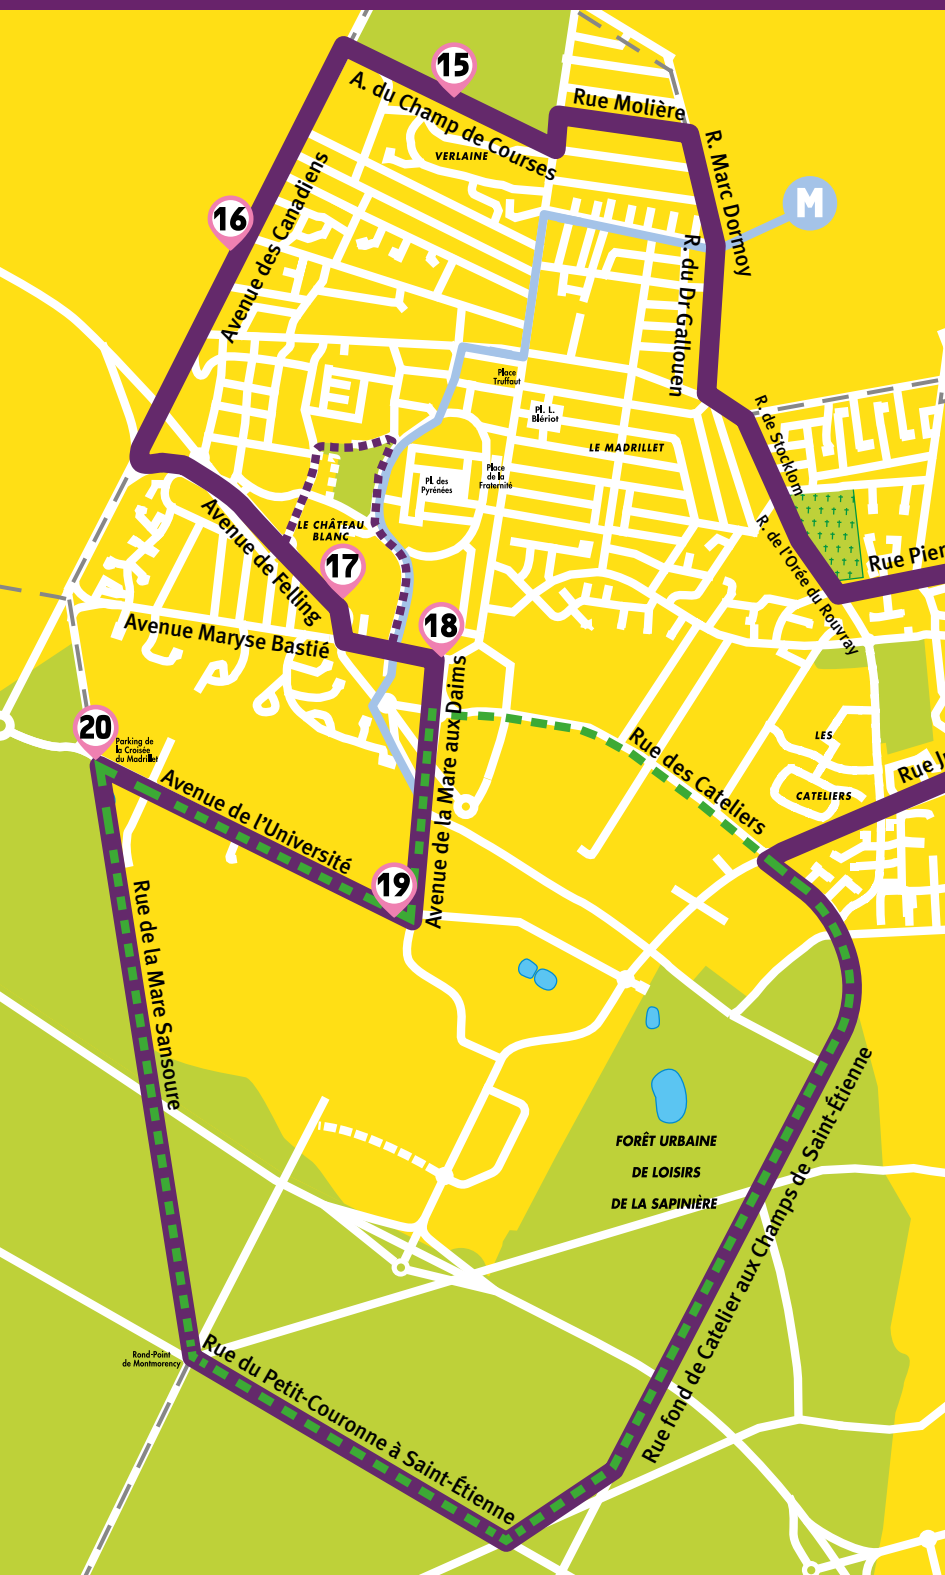 15
A. du Champ de Courses
Rue Molière
VERLAINE
R. Marc Dormoy
M
16
Avenue des Canadiens
R. du Dr Gallouen
Place
Truffaut
Pl. L.
Blériot
R. de Stocklom
LE MADRILLET
Place
de la
Fraternité
Pl. des
Pyrénées
Avenue de Felling
LE CHÂTEAU
BLANC
R. de l'Orée du Rouvray
Rue Pier
17
18
Avenue Maryse Bastié
20
Parking de
la Croisée
du Madrillet
Avenue de la Mare aux Daims
Rue des Cateliers
LES
CATELIERS
Rue J
Avenue de l'Université
19
Rue de la Mare Sansoure
Rue fond de Catelier aux Champs de Saint-Étienne
FORÊT URBAINE
DE LOISIRS
DE LA SAPINIÈRE
Rond-Point
de Montmorency
Rue du Petit-Couronne à Saint-Étienne